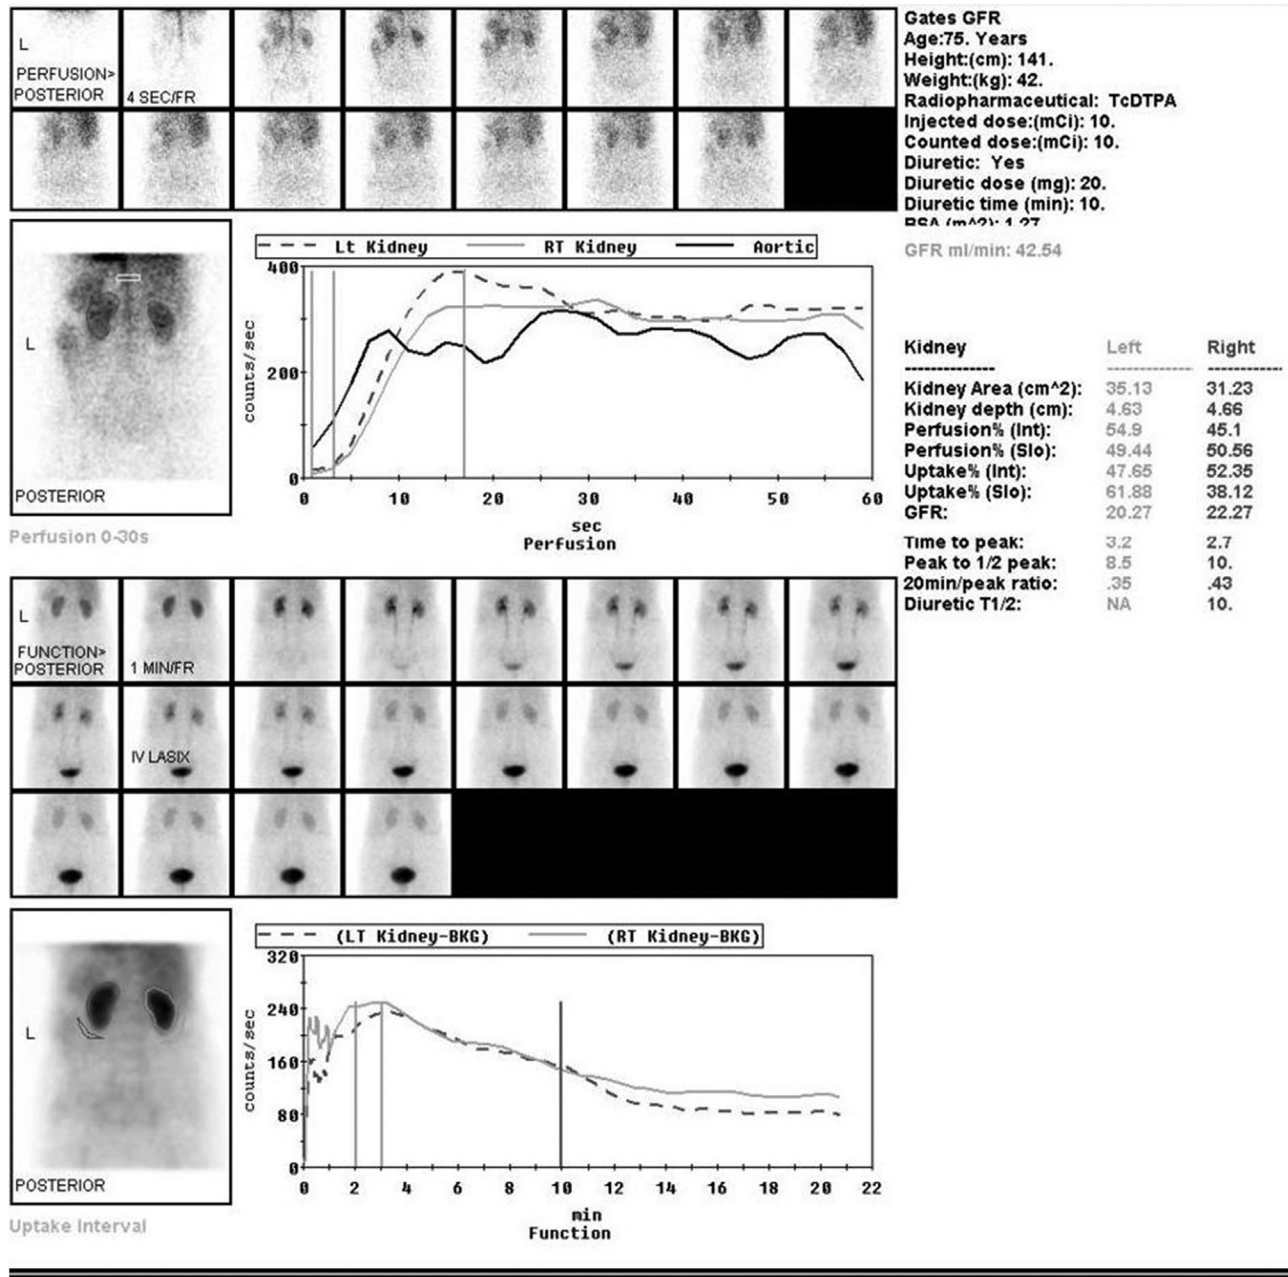 L
PERFUSION>
POSTERIOR
4 SEC/FR
Gates GFR
Age:75. Years
Height:(cm): 141.
Weight:(kg): 42.
Radiopharmaceutical: TcDTPA
Injected dose:(mCi): 10.
Counted dose:(mCi): 10.
Diuretic: Yes
Diuretic dose (mg): 20.
Diuretic time (min): 10.
BSA (m^2): 1.27
GFR ml/min: 42.54
L
POSTERIOR
Perfusion 0-30s
Lt Kidney RT Kidney Aortic
400
200
0
counts/sec
0 10 20 30 40 50 60
sec
Perfusion
Kidney Left Right
------------- ------------- -----------
Kidney Area (cm^2): 35.13 31.23
Kidney depth (cm): 4.63 4.66
Perfusion% (Int): 54.9 45.1
Perfusion% (Slo): 49.44 50.56
Uptake% (Int): 47.65 52.35
Uptake% (Slo): 61.88 38.12
GFR: 20.27 22.27
Time to peak: 3.2 2.7
Peak to 1/2 peak: 8.5 10.
20min/peak ratio: .35 .43
Diuretic T1/2: NA 10.
L
FUNCTION>
POSTERIOR
1 MIN/FR
IV LASIX
L
POSTERIOR
Uptake Interval
(LT Kidney-BKG) (RT Kidney-BKG)
320
240
160
80
0
counts/sec
0 2 4 6 8 10 12 14 16 18 20 22
min
Function